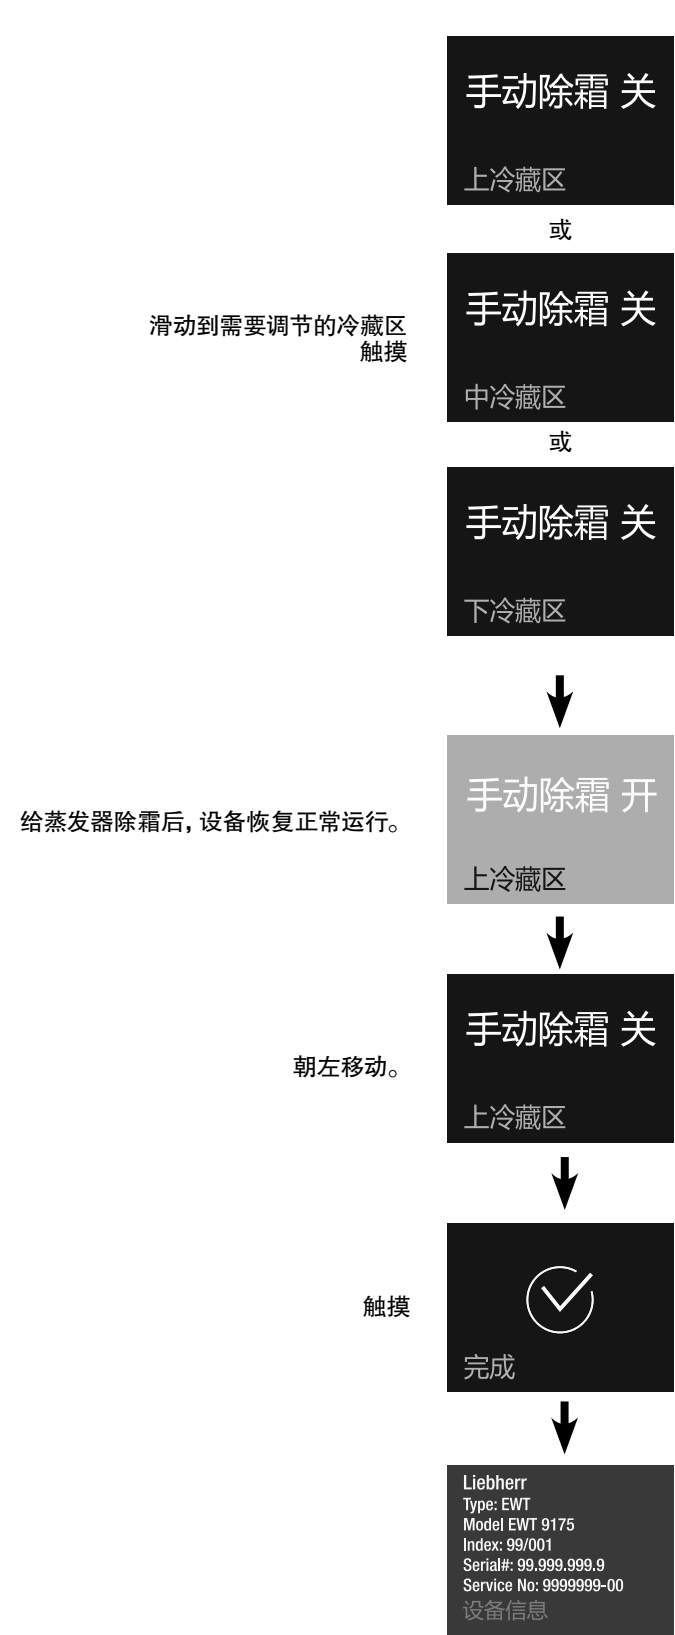 手动除霜 关
上冷藏区
或
滑动到需要调节的冷藏区
触摸
手动除霜 关
中冷藏区
或
手动除霜 关
下冷藏区
给蒸发器除霜后, 设备恢复正常运行。
手动除霜 开
上冷藏区
朝左移动。
手动除霜 关
上冷藏区
触摸
完成
Liebherr
Type: EWT
Model EWT 9175
Index: 99/001
Serial#: 99.999.999.9
Service No: 9999999-00
设备信息